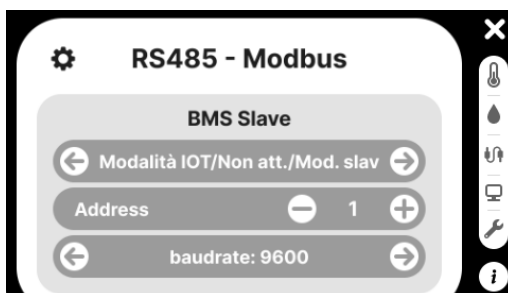 RS485 - Modbus
BMS Slave
Modalità IOT/Non att./Mod. slav
Address 1
baudrate: 9600
i